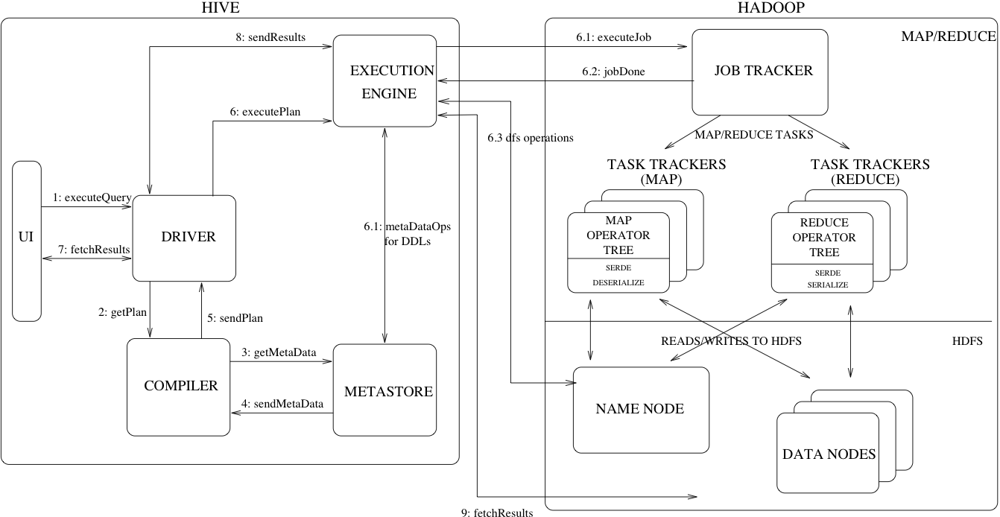 HIVE
HADOOP
MAP/REDUCE
8: sendResults
6.1: executeJob
EXECUTION
ENGINE
JOB TRACKER
6.2: jobDone
6: executePlan
6.3 dfs operations
MAP/REDUCE TASKS
TASK TRACKERS
(MAP)
TASK TRACKERS
(REDUCE)
1: executeQuery
UI
DRIVER
7: fetchResults
6.1: metaDataOps
for DDLs
MAP
OPERATOR
TREE
SERDE
DESERIALIZE
REDUCE
OPERATOR
TREE
SERDE
SERIALIZE
2: getPlan
5: sendPlan
READS/WRITES TO HDFS
HDFS
3: getMetaData
COMPILER
METASTORE
4: sendMetaData
NAME NODE
DATA NODES
9: fetchResults